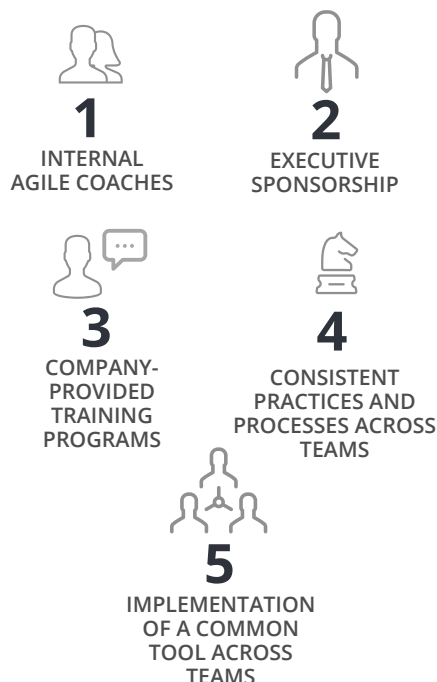 1
INTERNAL
AGILE COACHES
2
EXECUTIVE
SPONSORSHIP
3
COMPANY-
PROVIDED
TRAINING
PROGRAMS
4
CONSISTENT
PRACTICES AND
PROCESSES ACROSS
TEAMS
5
IMPLEMENTATION
OF A COMMON
TOOL ACROSS
TEAMS